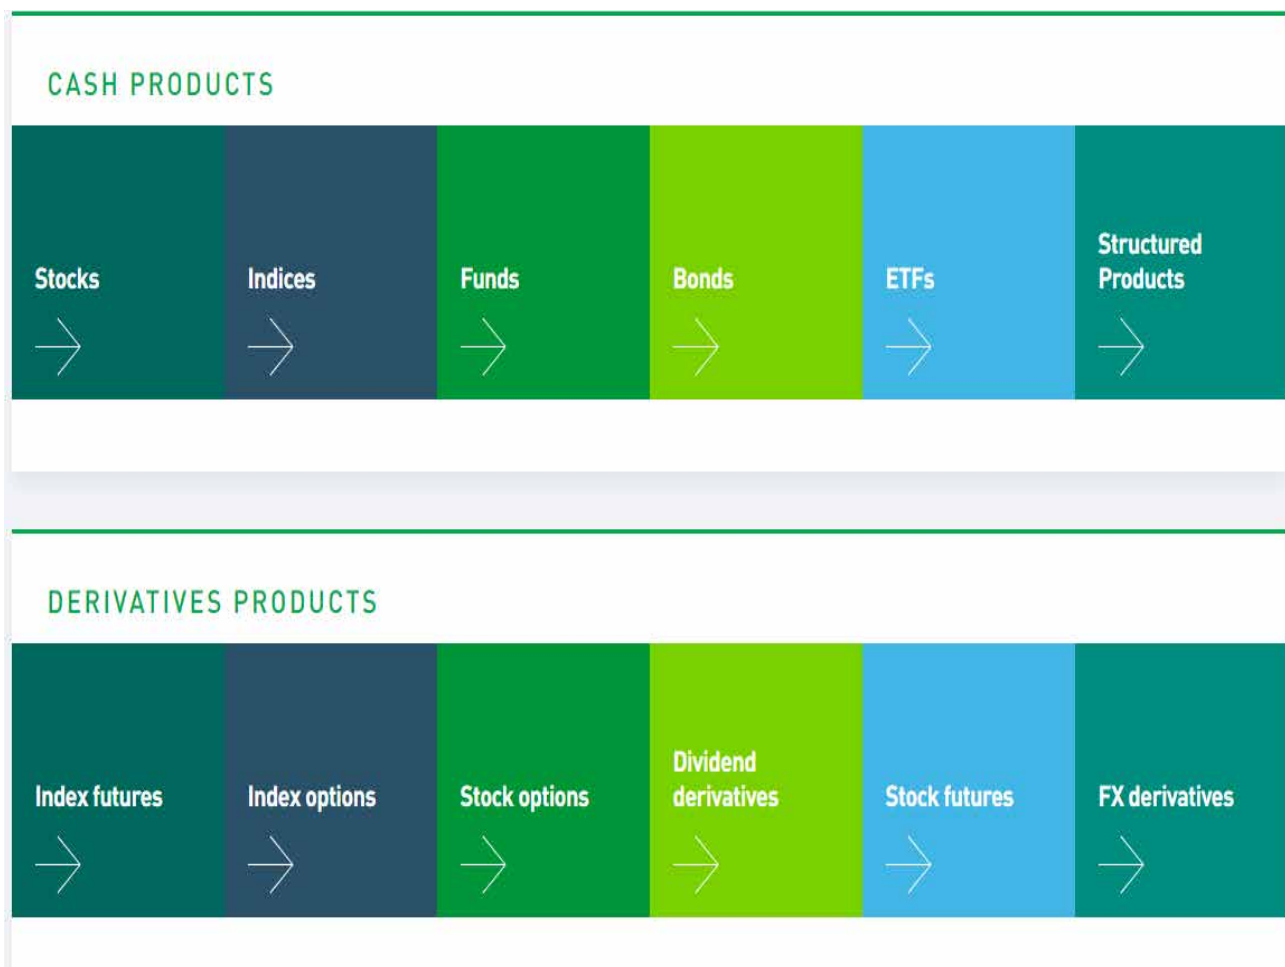 CASH PRODUCTS
Stocks
Indices
Funds
Bonds
ETFs
Structured
Products
DERIVATIVES PRODUCTS
Index futures
Index options
Stock options
Dividend
derivatives
Stock futures
FX derivatives